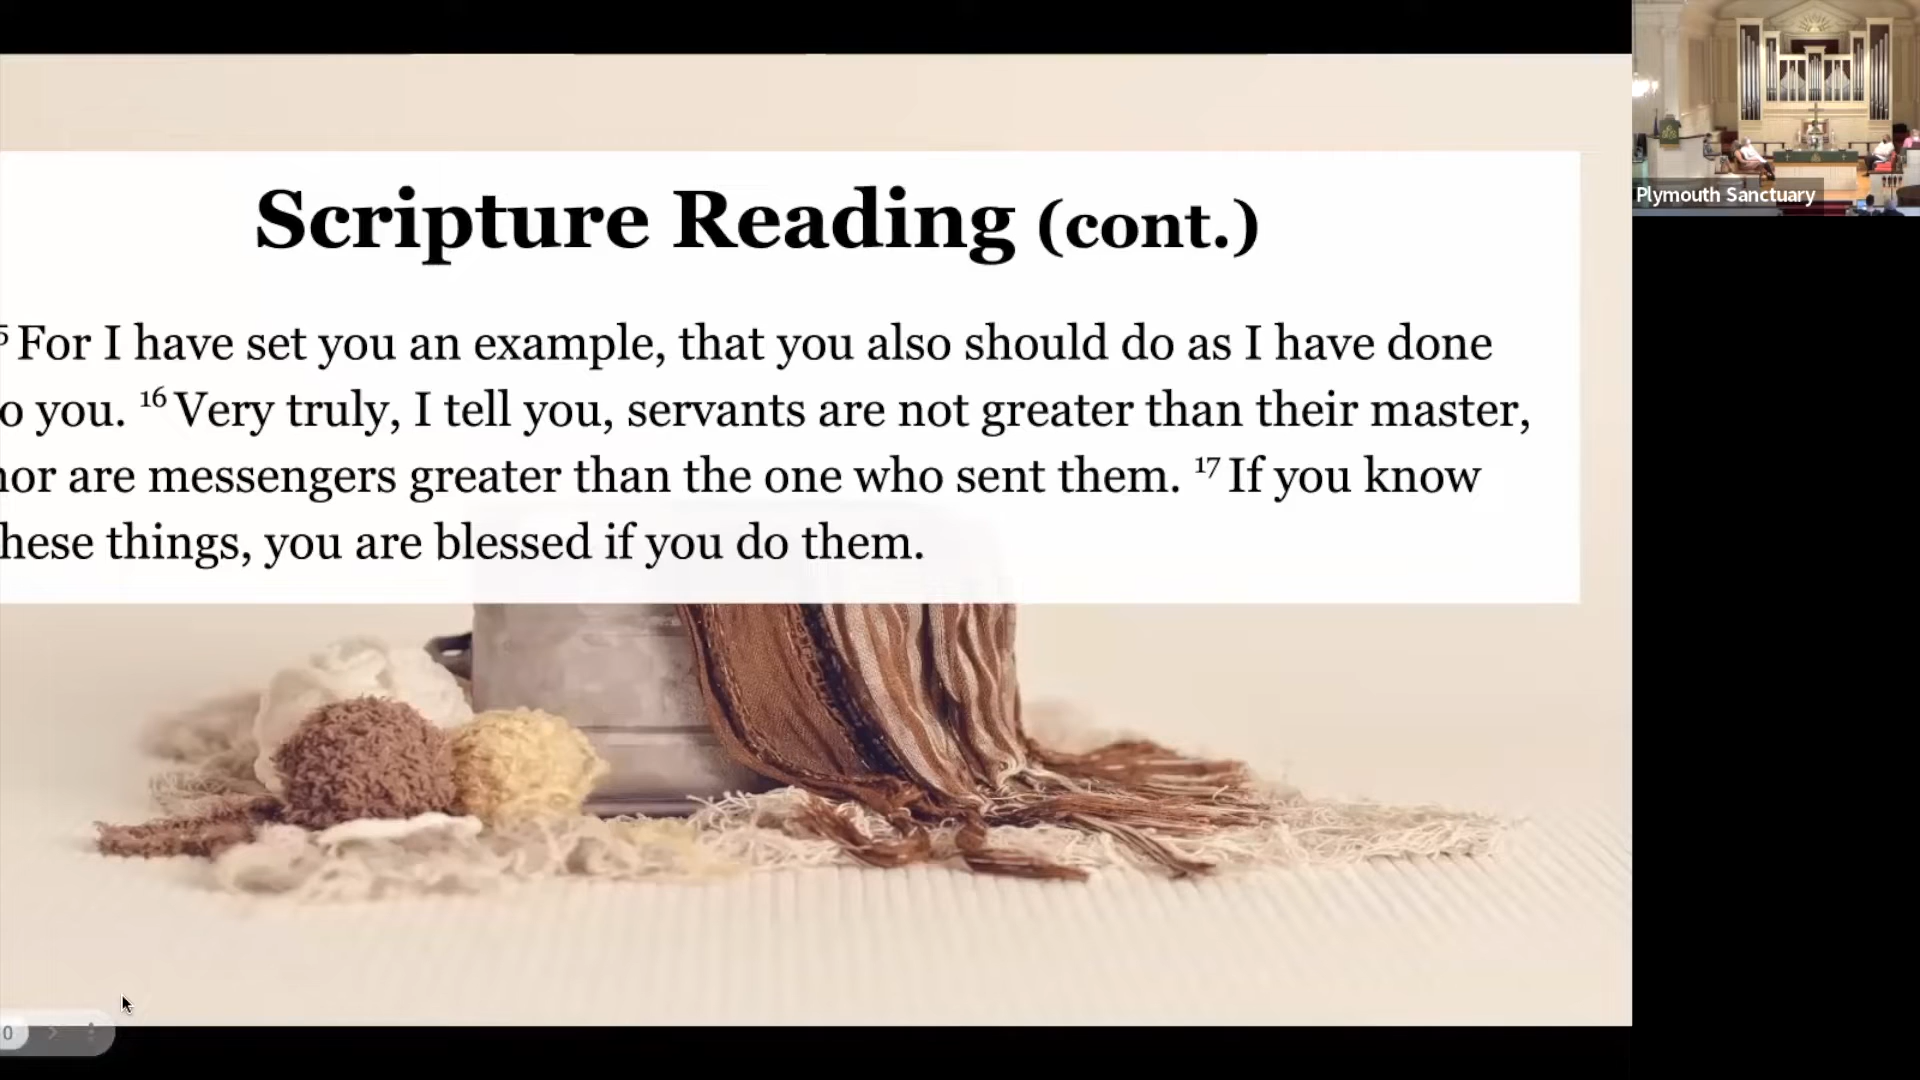 Scripture Reading (cont.)
Plymouth Sanctuary
⁵ For I have set you an example, that you also should do as I have done
o you. ¹⁶ Very truly, I tell you, servants are not greater than their master,
nor are messengers greater than the one who sent them. ¹⁷ If you know
hese things, you are blessed if you do them.
0